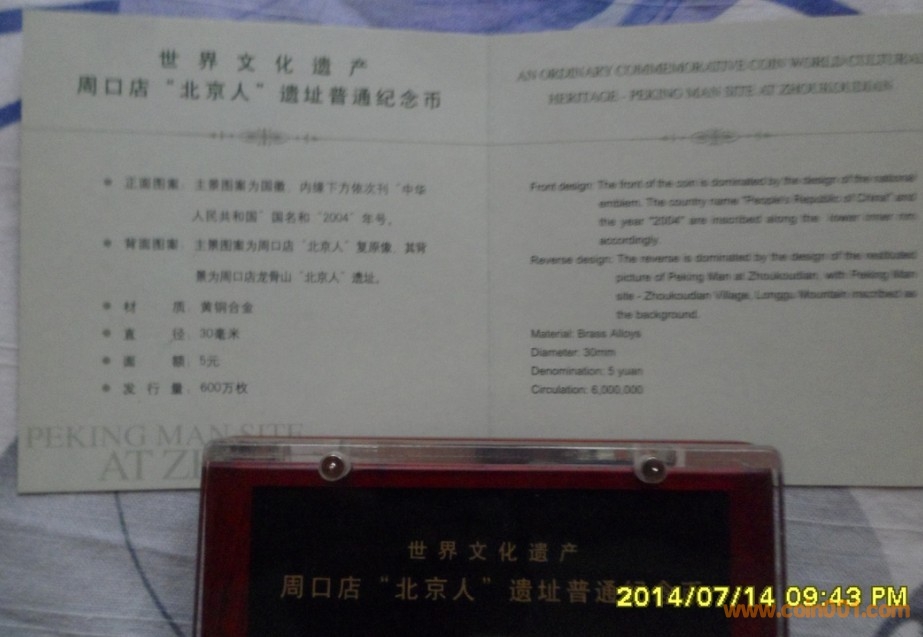 世界文化遗产
周口店“北京人”遗址普通纪念币
正面图案：主景图案为国徽，内缘下方依次刊“中华
人民共和国”国名和“2004”年号。
背面图案：主景图案为周口店“北京人”复原像，其背
景为周口店龙骨山“北京人”遗址。
材 质：黄铜合金
直 径：30毫米
面 额：5元
发 行 量：600万枚
PEKING MAN SITE
AT
AN ORDINARY COMMEMORATIVE COIN WORLD CULTURAL
HERITAGE - PEKING MAN SITE AT ZHOUKOUDIAN
Front design: The front of the coin is dominated by the design of the national
emblem. The country name "People's Republic of China" and
the year "2004" are inscribed along the lower inner rim
accordingly.
Reverse design: The reverse is dominated by the design of the restituted
picture of Peking Man at Zhoukoudian, with Peking Man
site - Zhoukoudian Village, Longgu Mountain inscribed as
the background.
Material: Brass Alloys
Diameter: 30mm
Denomination: 5 yuan
Circulation: 6,000,000
世界文化遗产
周口店“北京人”遗址普通纪念币
2014/07/14 09:43 PM
www.coin001.com